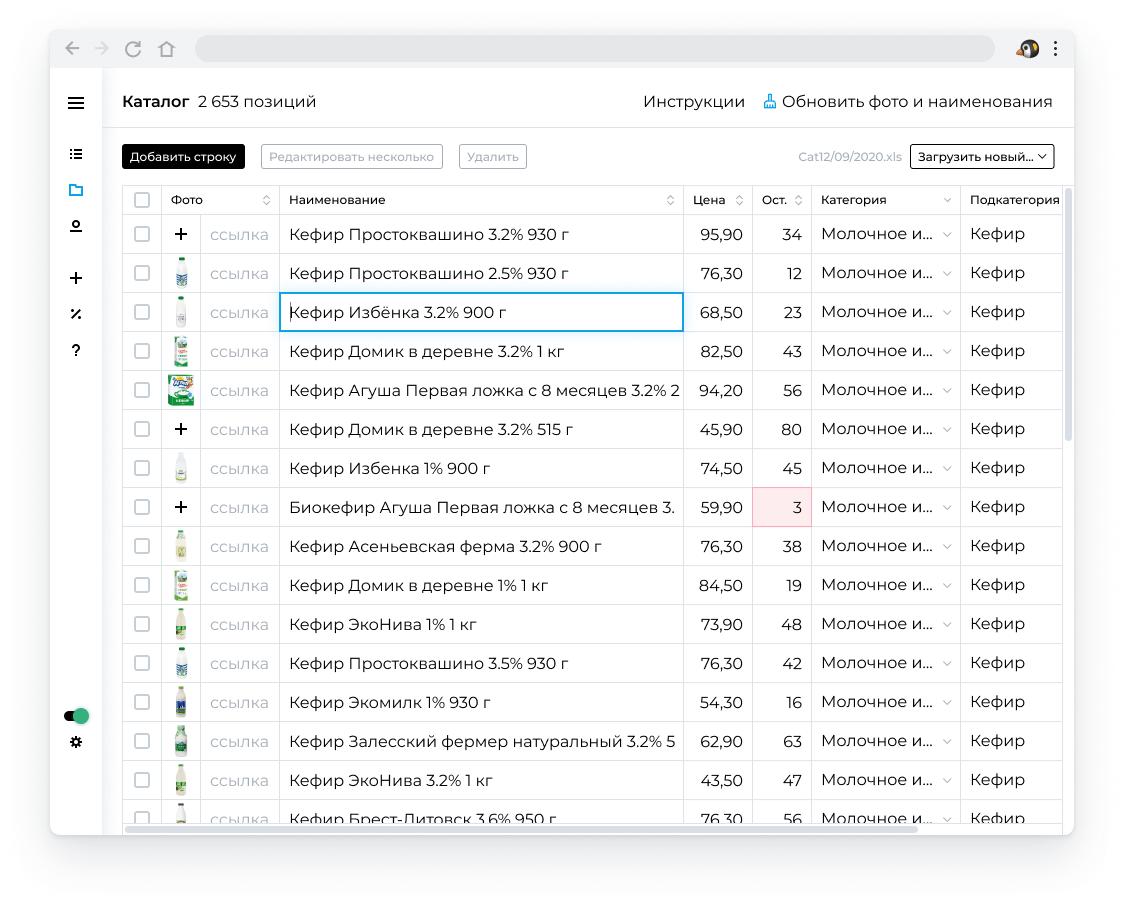 Каталог 2 653 позиций Инструкции Обновить фото и наименования
Добавить строку Редактировать несколько Удалить Cat12/09/2020.xls Загрузить новый...
Фото Наименование Цена Ост. Категория Подкатегория
ссылка Кефир Простоквашино 3.2% 930 г 95,90 34 Молочное и... Кефир
ссылка Кефир Простоквашино 2.5% 930 г 76,30 12 Молочное и... Кефир
ссылка Кефир Избёнка 3.2% 900 г 68,50 23 Молочное и... Кефир
ссылка Кефир Домик в деревне 3.2% 1 кг 82,50 43 Молочное и... Кефир
ссылка Кефир Агуша Первая ложка с 8 месяцев 3.2% 2 94,20 56 Молочное и... Кефир
ссылка Кефир Домик в деревне 3.2% 515 г 45,90 80 Молочное и... Кефир
ссылка Кефир Избенка 1% 900 г 74,50 45 Молочное и... Кефир
ссылка Биокефир Агуша Первая ложка с 8 месяцев 3. 59,90 3 Молочное и... Кефир
ссылка Кефир Асеньевская ферма 3.2% 900 г 76,30 38 Молочное и... Кефир
ссылка Кефир Домик в деревне 1% 1 кг 84,50 19 Молочное и... Кефир
ссылка Кефир ЭкоНива 1% 1 кг 73,90 48 Молочное и... Кефир
ссылка Кефир Простоквашино 3.5% 930 г 76,30 42 Молочное и... Кефир
ссылка Кефир Экомилк 1% 930 г 54,30 16 Молочное и... Кефир
ссылка Кефир Залесский фермер натуральный 3.2% 5 62,90 63 Молочное и... Кефир
ссылка Кефир ЭкоНива 3.2% 1 кг 43,50 47 Молочное и... Кефир
ссылка Кефир Брест-Литовск 3.6% 950 г 76,30 56 Молочное и... Кефир